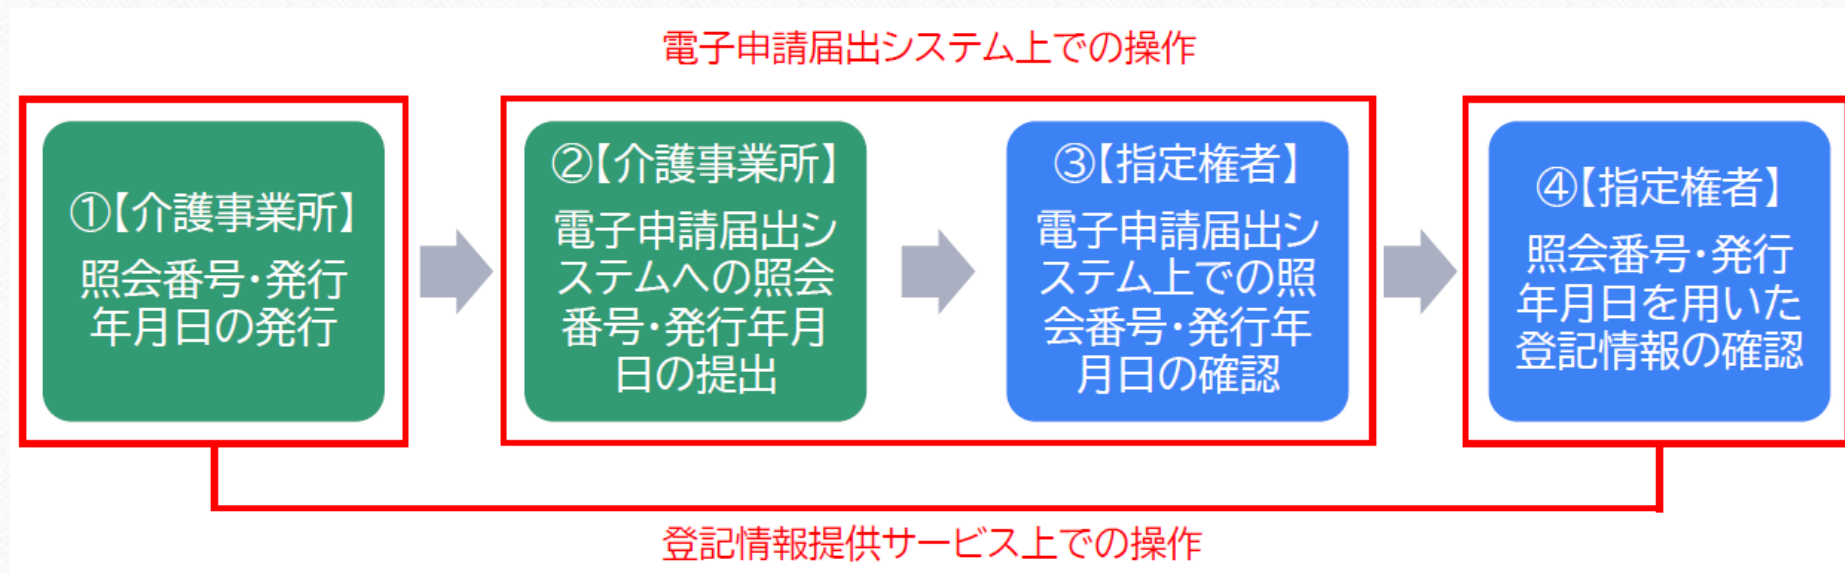 電子申請届出システム上での操作
①【介護事業所】
照会番号・発行
年月日の発行
②【介護事業所】
電子申請届出シ
ステムへの照会
番号・発行年月
日の提出
③【指定権者】
電子申請届出シ
ステム上での照
会番号・発行年
月日の確認
④【指定権者】
照会番号・発行
年月日を用いた
登記情報の確認
登記情報提供サービス上での操作